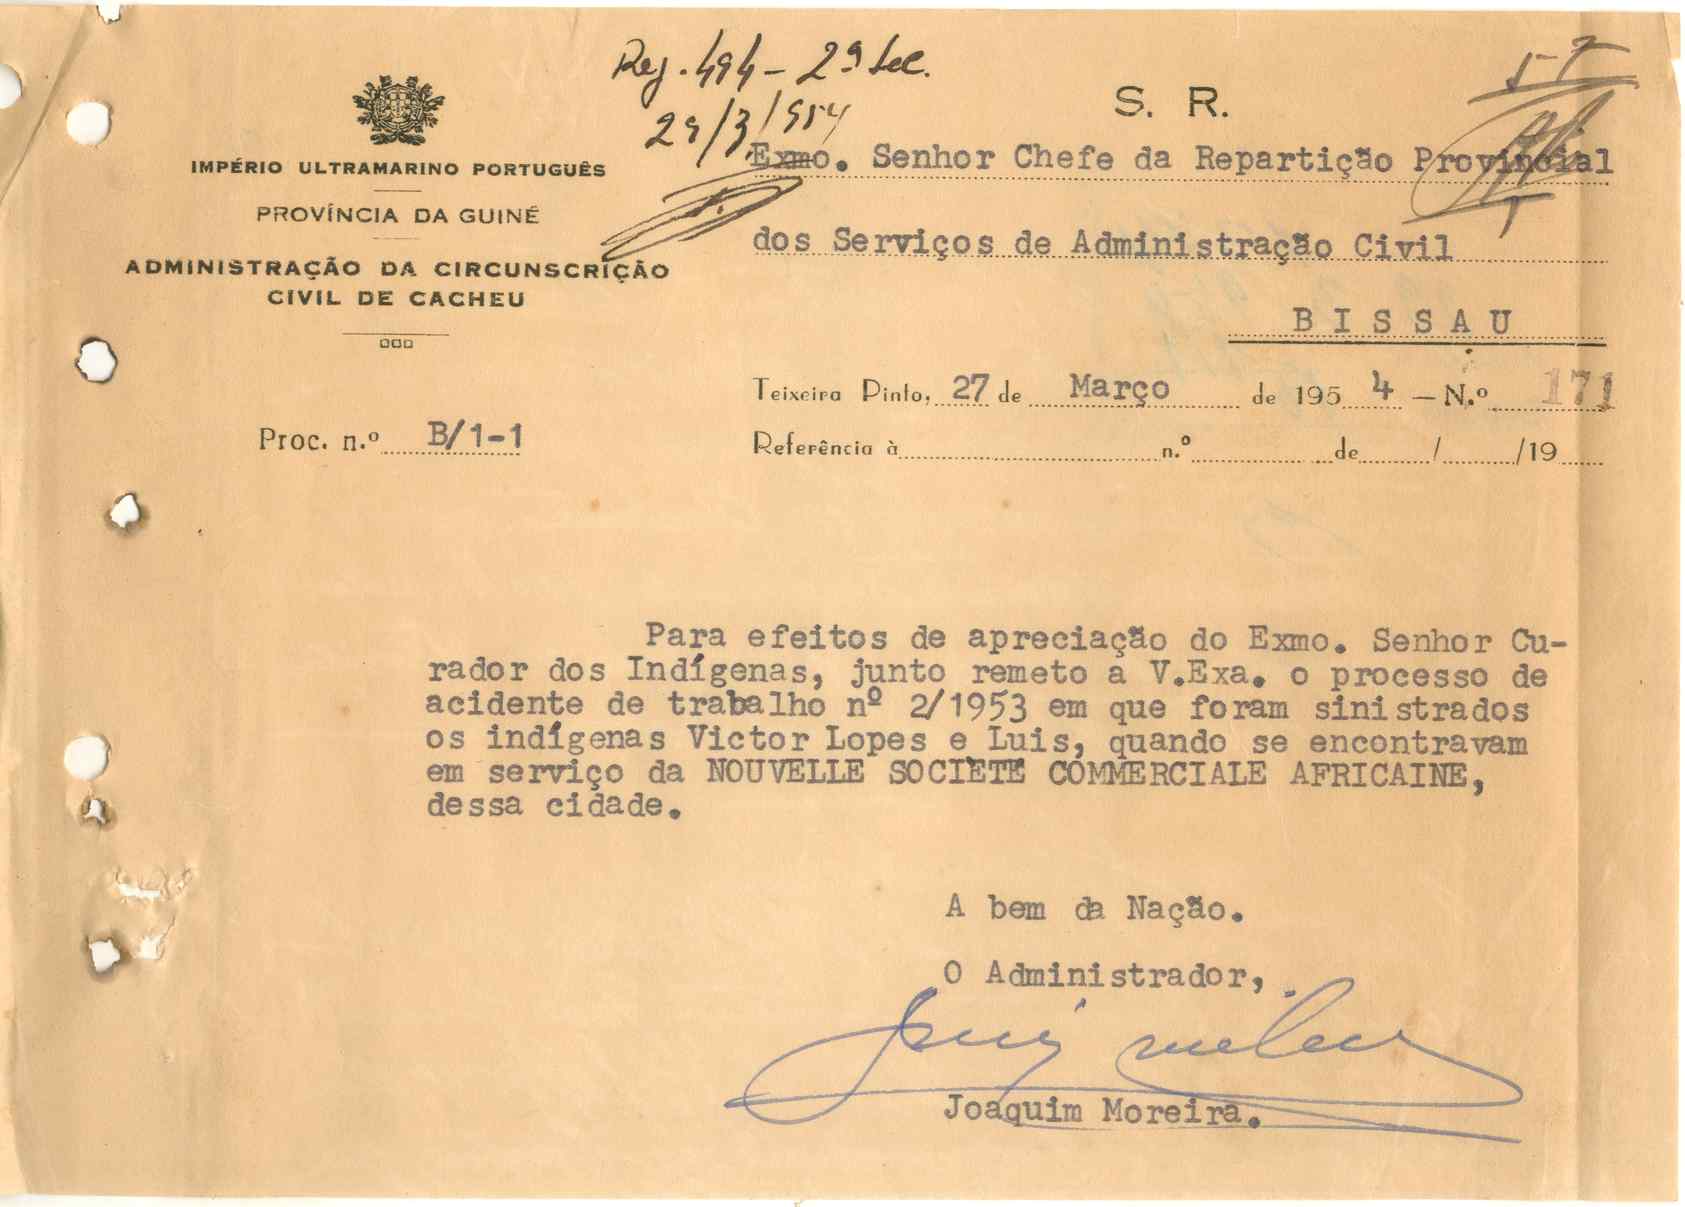 Reg. 494 - 2ª Sec.
29/3/954
S. R.
IMPÉRIO ULTRAMARINO PORTUGUÊS
PROVÍNCIA DA GUINÉ
ADMINISTRAÇÃO DA CIRCUNSCRIÇÃO
CIVIL DE CACHEU
Exmo. Senhor Chefe da Repartição Provincial
dos Serviços de Administração Civil
BISSAU
Teixeira Pinto, 27 de Março de 1954 — N.º 171
Proc. n.º B/1-1
Referência à n.º de / /19
Para efeitos de apreciação do Exmo. Senhor Cu-
rador dos Indígenas, junto remeto a V.Exa. o processo de
acidente de trabalho nº 2/1953 em que foram sinistrados
os indígenas Victor Lopes e Luis, quando se encontravam
em serviço da NOUVELLE SOCIÈTÉ COMMERCIALE AFRICAINE,
dessa cidade.
A bem da Nação.
O Administrador,
Joaquim Moreira.